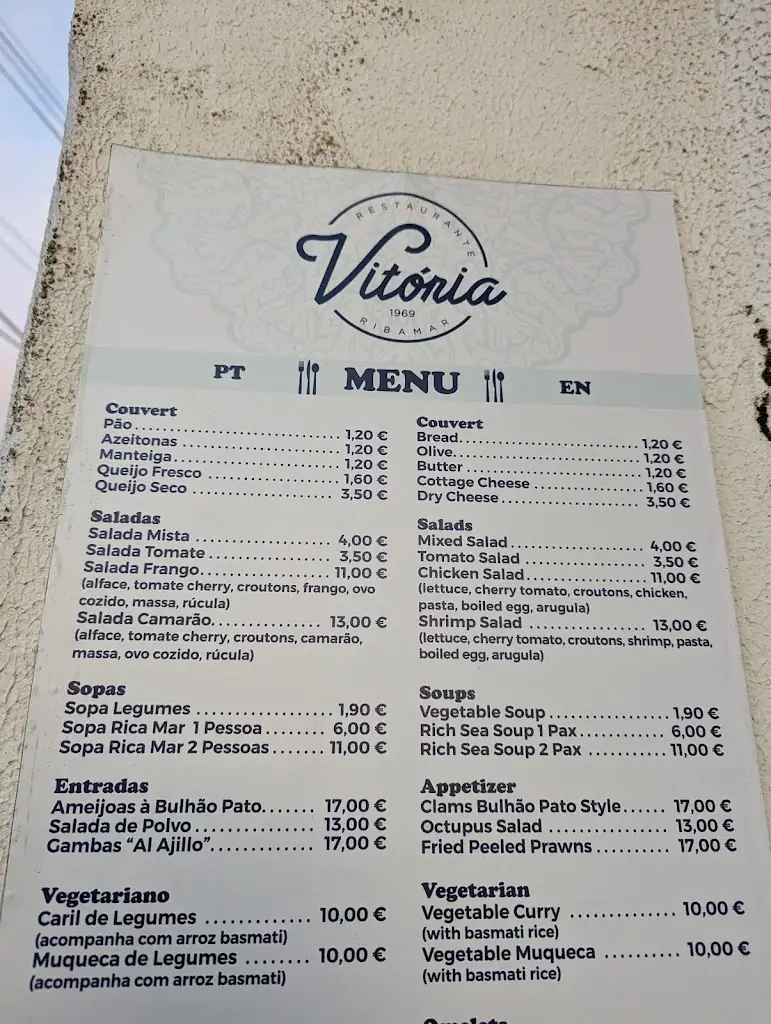 RESTAURANTE
Vitória
1969
RIBAMAR
PT MENU EN
Couvert
Pão 1,20 €
Azeitonas 1,20 €
Manteiga 1,20 €
Queijo Fresco 1,60 €
Queijo Seco 3,50 €
Saladas
Salada Mista 4,00 €
Salada Tomate 3,50 €
Salada Frango 11,00 €
(alface, tomate cherry, croutons, frango, ovo
cozido, massa, rúcula)
Salada Camarão 13,00 €
(alface, tomate cherry, croutons, camarão,
massa, ovo cozido, rúcula)
Sopas
Sopa Legumes 1,90 €
Sopa Rica Mar 1 Pessoa 6,00 €
Sopa Rica Mar 2 Pessoas 11,00 €
Entradas
Ameijoas à Bulhão Pato 17,00 €
Salada de Polvo 13,00 €
Gambas “Al Ajillo” 17,00 €
Vegetariano
Caril de Legumes 10,00 €
(acompanha com arroz basmati)
Muqueca de Legumes 10,00 €
(acompanha com arroz basmati)
Couvert
Bread 1,20 €
Olive 1,20 €
Butter 1,20 €
Cottage Cheese 1,60 €
Dry Cheese 3,50 €
Salads
Mixed Salad 4,00 €
Tomato Salad 3,50 €
Chicken Salad 11,00 €
(lettuce, cherry tomato, croutons, chicken,
pasta, boiled egg, arugula)
Shrimp Salad 13,00 €
(lettuce, cherry tomato, croutons, shrimp, pasta,
boiled egg, arugula)
Soups
Vegetable Soup 1,90 €
Rich Sea Soup 1 Pax 6,00 €
Rich Sea Soup 2 Pax 11,00 €
Appetizer
Clams Bulhão Pato Style 17,00 €
Octupus Salad 13,00 €
Fried Peeled Prawns 17,00 €
Vegetarian
Vegetable Curry 10,00 €
(with basmati rice)
Vegetable Muqueca 10,00 €
(with basmati rice)